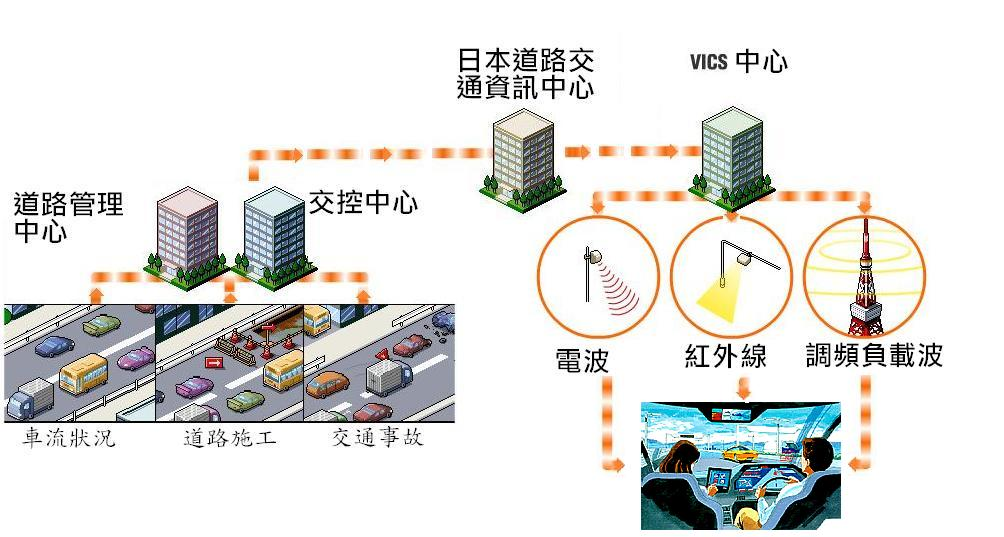 日本道路交
通資訊中心
VICS 中心
道路管理
中心
交控中心
電波
紅外線
調頻負載波
車流狀況
道路施工
交通事故